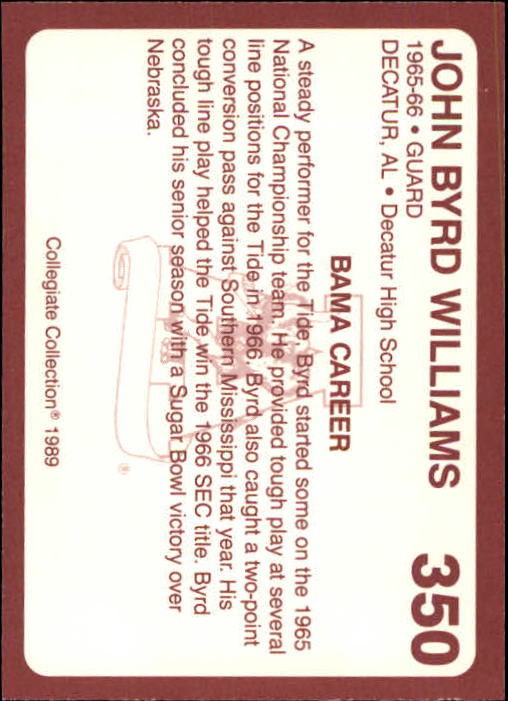 JOHN BYRD WILLIAMS 350
1965-66 • GUARD
DECATUR, AL • Decatur High School
BAMA CAREER
A steady performer for the Tide, Byrd started some on the 1965
National Championship team. He provided tough play at several
line positions for the Tide in 1966. Byrd also caught a two-point
conversion pass against Southern Mississippi that year. His
tough line play helped the Tide win the 1966 SEC title. Byrd
concluded his senior season with a Sugar Bowl victory over
Nebraska.
®
Collegiate Collection® 1989